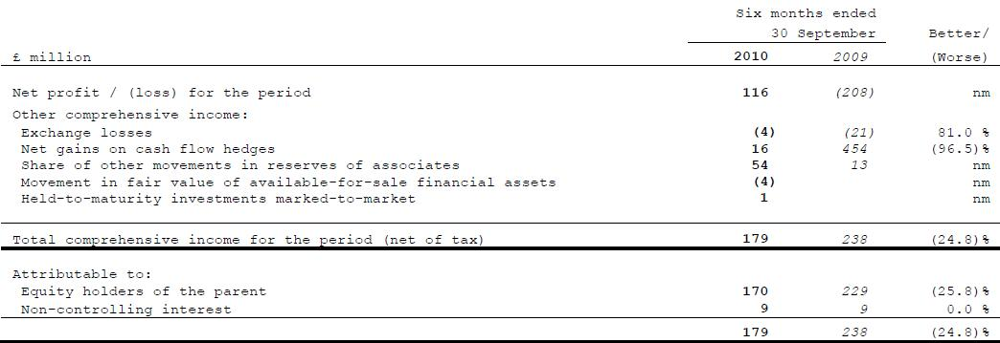 Six months ended
30 September Better/
£ million 2010 2009 (Worse)
Net profit / (loss) for the period 116 (208) nm
Other comprehensive income:
Exchange losses (4) (21) 81.0 %
Net gains on cash flow hedges 16 454 (96.5)%
Share of other movements in reserves of associates 54 13 nm
Movement in fair value of available-for-sale financial assets (4) nm
Held-to-maturity investments marked-to-market 1 nm
Total comprehensive income for the period (net of tax) 179 238 (24.8)%
Attributable to:
Equity holders of the parent 170 229 (25.8)%
Non-controlling interest 9 9 0.0 %
179 238 (24.8)%